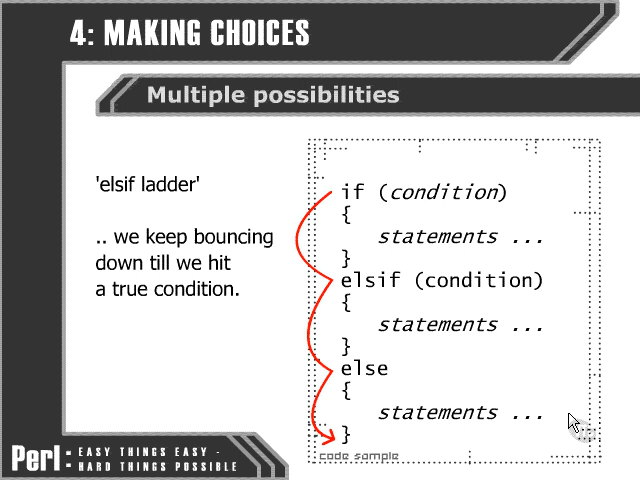 4: MAKING CHOICES
Multiple possibilities
'elsif ladder'
.. we keep bouncing
down till we hit
a true condition.
if (condition)
{
statements ...
}
elsif (condition)
{
statements ...
}
else
{
statements ...
}
code sample
Perl: EASY THINGS EASY -
HARD THINGS POSSIBLE